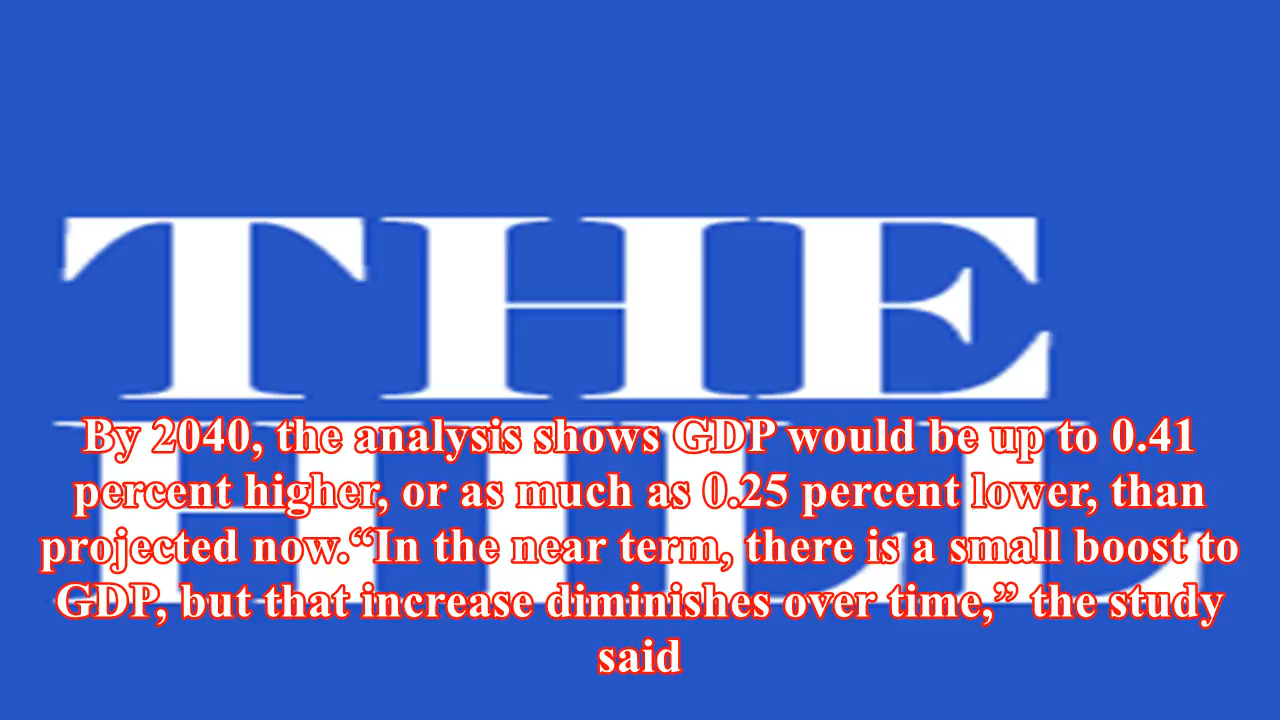 THE
HILL
By 2040, the analysis shows GDP would be up to 0.41
percent higher, or as much as 0.25 percent lower, than
projected now.“In the near term, there is a small boost to
GDP, but that increase diminishes over time,” the study
said